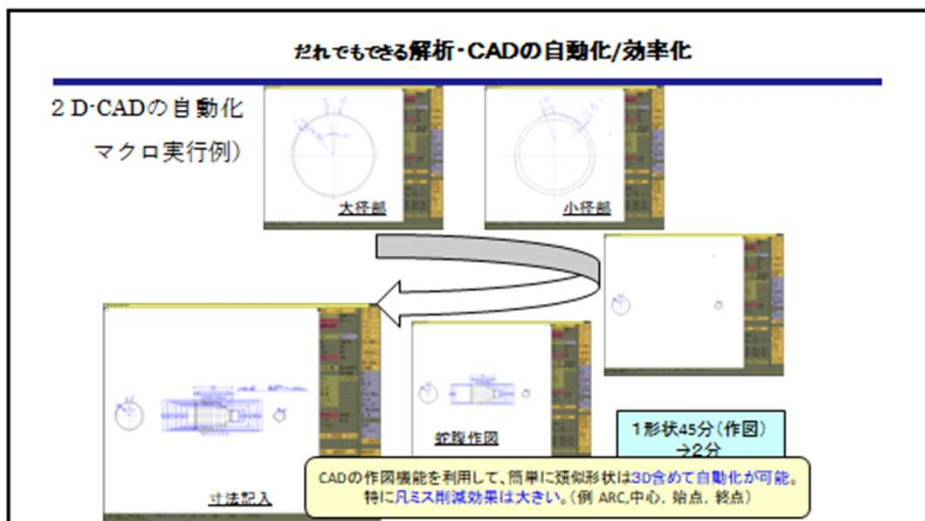 だれでもできる解析・CADの自動化/効率化
2 D-CADの自動化
マクロ実行例)
大径部
小径部
蛇腹作図
寸法記入
1形状45分(作図)
→2分
CADの作図機能を利用して、簡単に類似形状は3D含めて自動化が可能。
特に凡ミス削減効果は大きい。(例 ARC,中心、始点、終点)